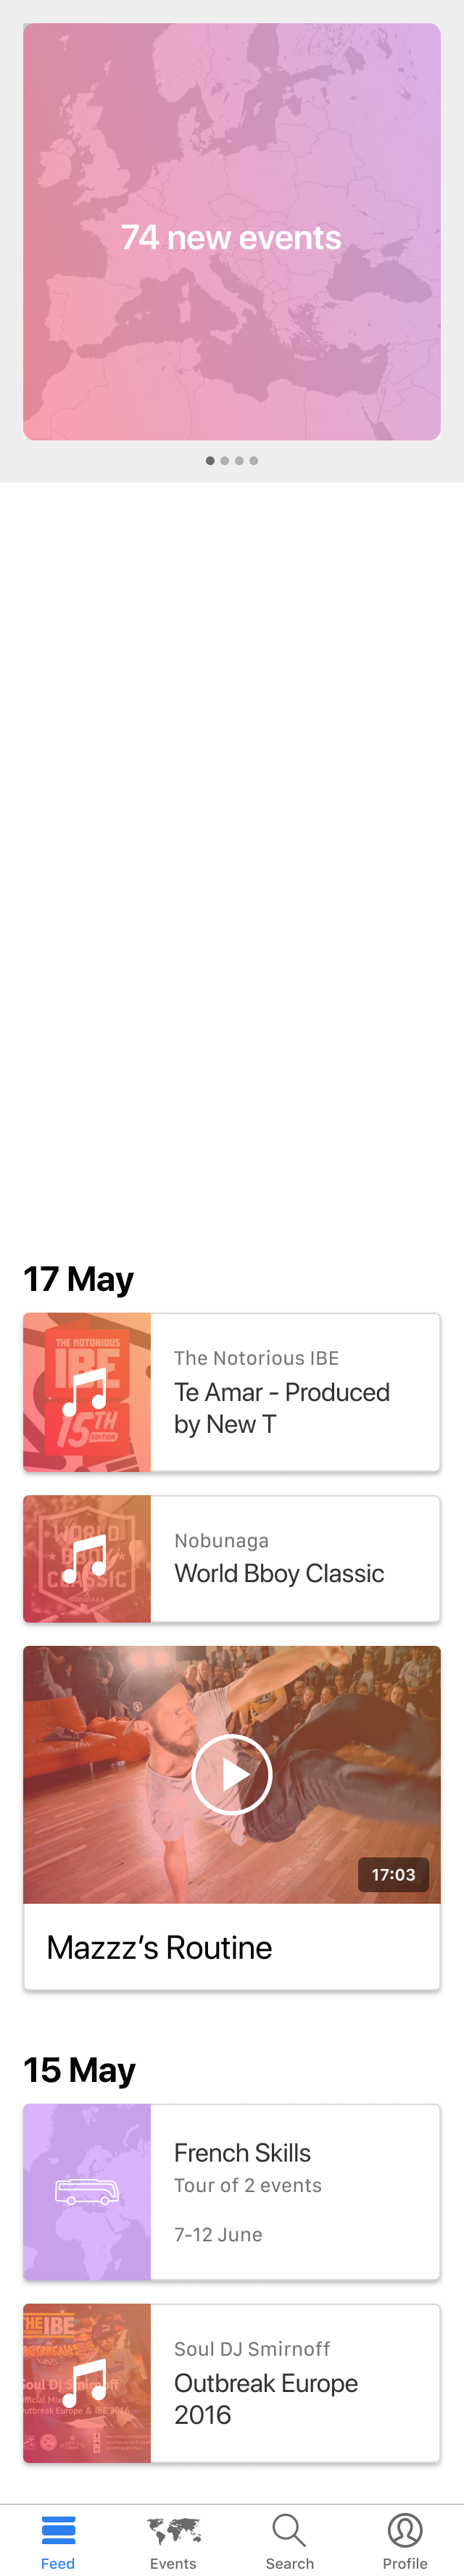 74 new events
17 May
THE NOTORIOUS
IBE
15TH
EDITION
The Notorious IBE
Te Amar - Produced
by New T
WORLD
BBOY
CLASSIC
Nobunaga
World Bboy Classic
17:03
Mazzz’s Routine
15 May
French Skills
Tour of 2 events
7-12 June
THE IBE
Soul Dj Smirnoff
Official Mix
Outbreak Europe & IBE 2016
Soul DJ Smirnoff
Outbreak Europe
2016
Feed
Events
Search
Profile